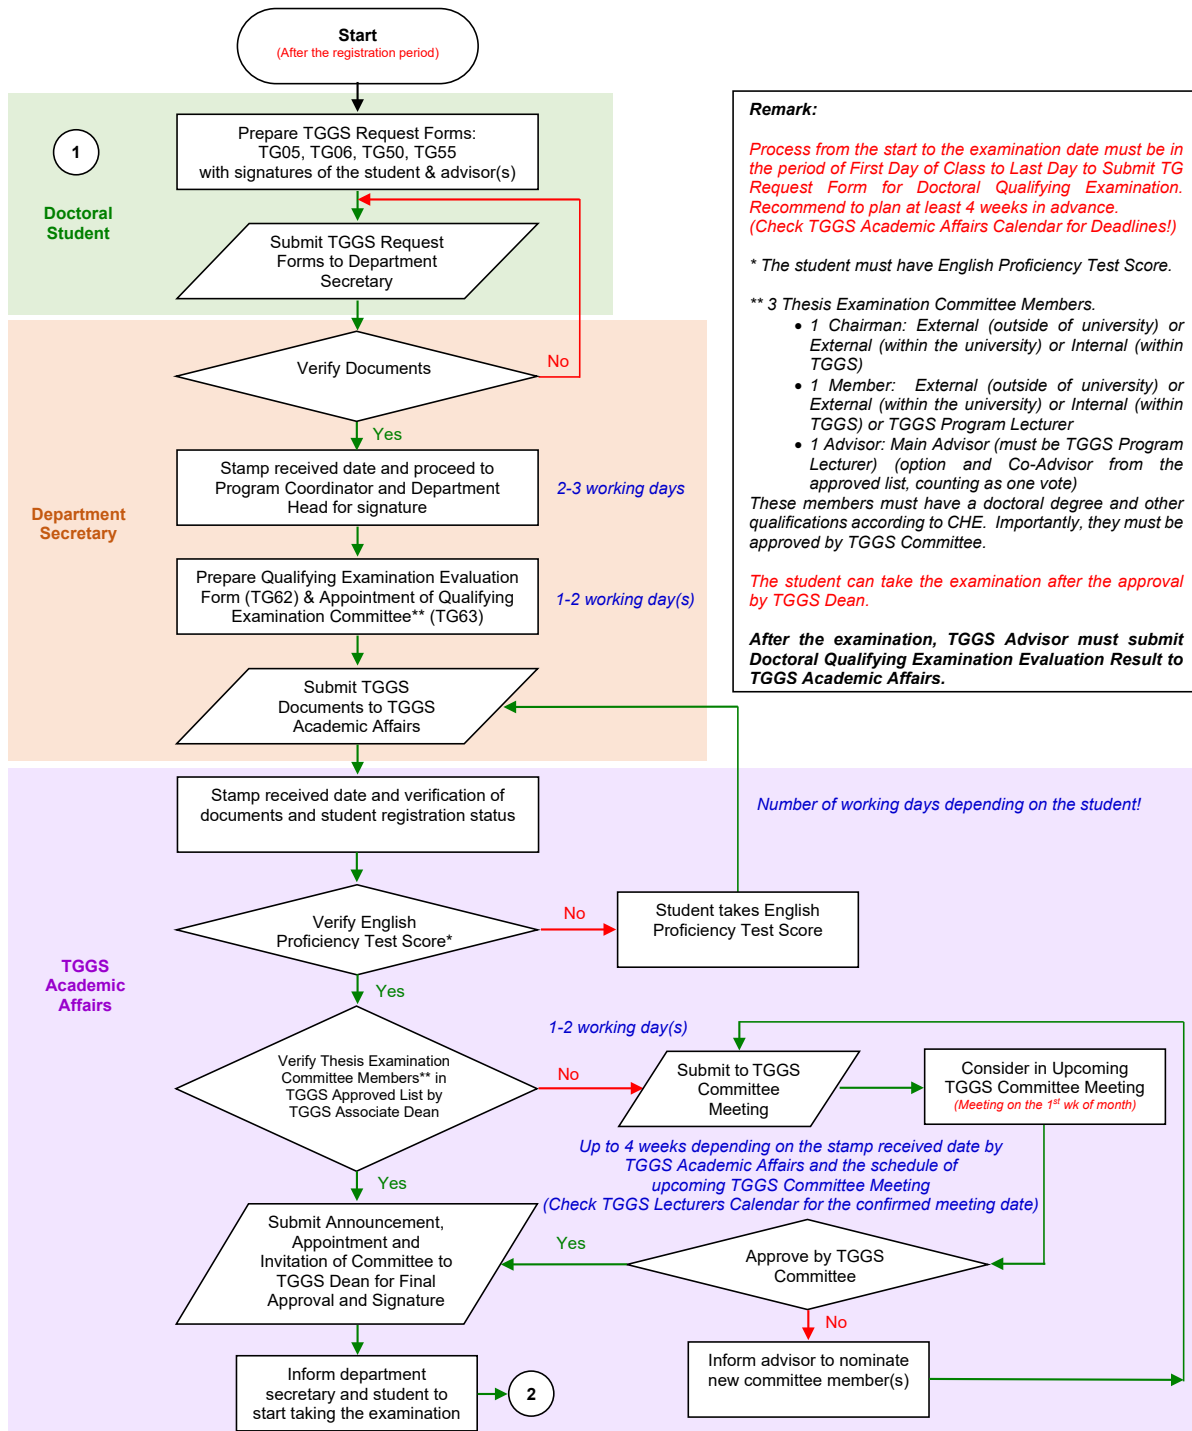 Start
(After the registration period)
1
Doctoral
Student
Prepare TGGS Request Forms:
TG05, TG06, TG50, TG55
with signatures of the student & advisor(s)
Submit TGGS Request
Forms to Department
Secretary
Verify Documents
No
Yes
Department
Secretary
Stamp received date and proceed to
Program Coordinator and Department
Head for signature
2-3 working days
Prepare Qualifying Examination Evaluation
Form (TG62) & Appointment of Qualifying
Examination Committee** (TG63)
1-2 working day(s)
Submit TGGS
Documents to TGGS
Academic Affairs
Remark:
Process from the start to the examination date must be in
the period of First Day of Class to Last Day to Submit TG
Request Form for Doctoral Qualifying Examination.
Recommend to plan at least 4 weeks in advance.
(Check TGGS Academic Affairs Calendar for Deadlines!)
* The student must have English Proficiency Test Score.
** 3 Thesis Examination Committee Members.
• 1 Chairman: External (outside of university) or
External (within the university) or Internal (within
TGGS)
• 1 Member: External (outside of university) or
External (within the university) or Internal (within
TGGS) or TGGS Program Lecturer
• 1 Advisor: Main Advisor (must be TGGS Program
Lecturer) (option and Co-Advisor from the
approved list, counting as one vote)
These members must have a doctoral degree and other
qualifications according to CHE. Importantly, they must be
approved by TGGS Committee.
The student can take the examination after the approval
by TGGS Dean.
After the examination, TGGS Advisor must submit
Doctoral Qualifying Examination Evaluation Result to
TGGS Academic Affairs.
Stamp received date and verification of
documents and student registration status
Number of working days depending on the student!
Verify English
Proficiency Test Score*
No
Student takes English
Proficiency Test Score
Yes
TGGS
Academic
Affairs
Verify Thesis Examination
Committee Members** in
TGGS Approved List by
TGGS Associate Dean
1-2 working day(s)
No
Submit to TGGS
Committee
Meeting
Consider in Upcoming
TGGS Committee Meeting
(Meeting on the 1st wk of month)
Up to 4 weeks depending on the stamp received date by
TGGS Academic Affairs and the schedule of
upcoming TGGS Committee Meeting
(Check TGGS Lecturers Calendar for the confirmed meeting date)
Yes
Submit Announcement,
Appointment and
Invitation of Committee to
TGGS Dean for Final
Approval and Signature
Yes
Approve by TGGS
Committee
No
Inform advisor to nominate
new committee member(s)
Inform department
secretary and student to
start taking the examination
2